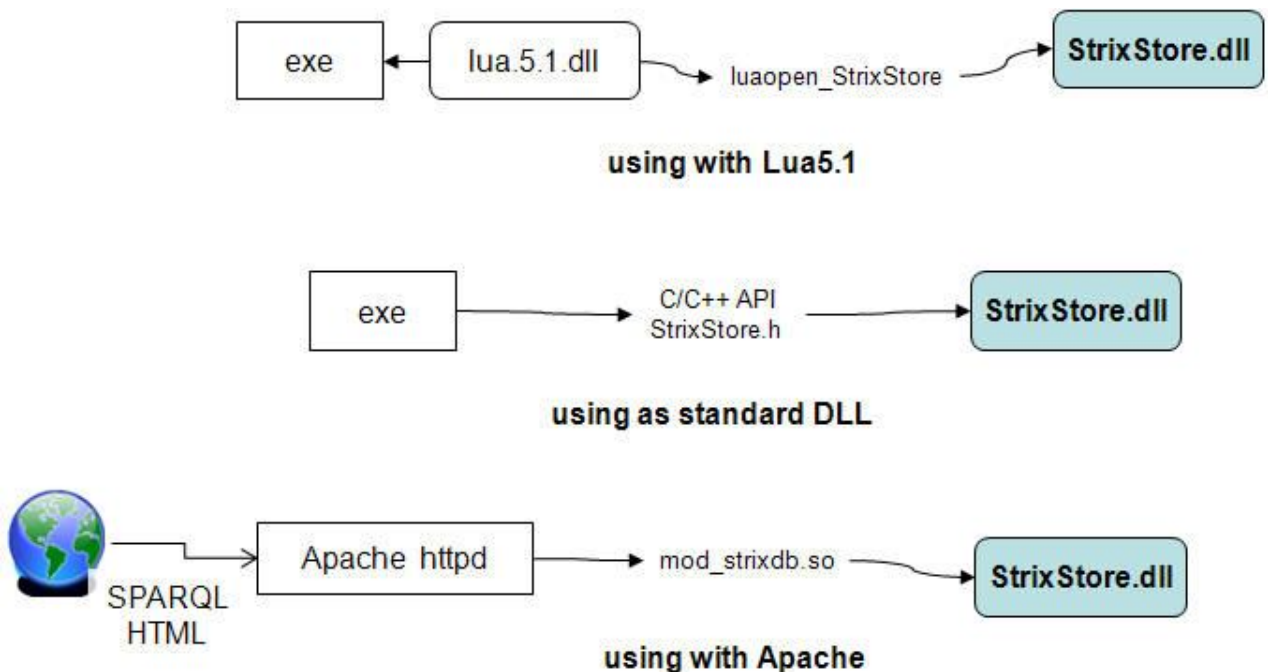 exe
lua.5.1.dll
luaopen_StrixStore
StrixStore.dll
using with Lua5.1
exe
C/C++ API
StrixStore.h
StrixStore.dll
using as standard DLL
SPARQL
HTML
Apache httpd
mod_strixdb.so
StrixStore.dll
using with Apache